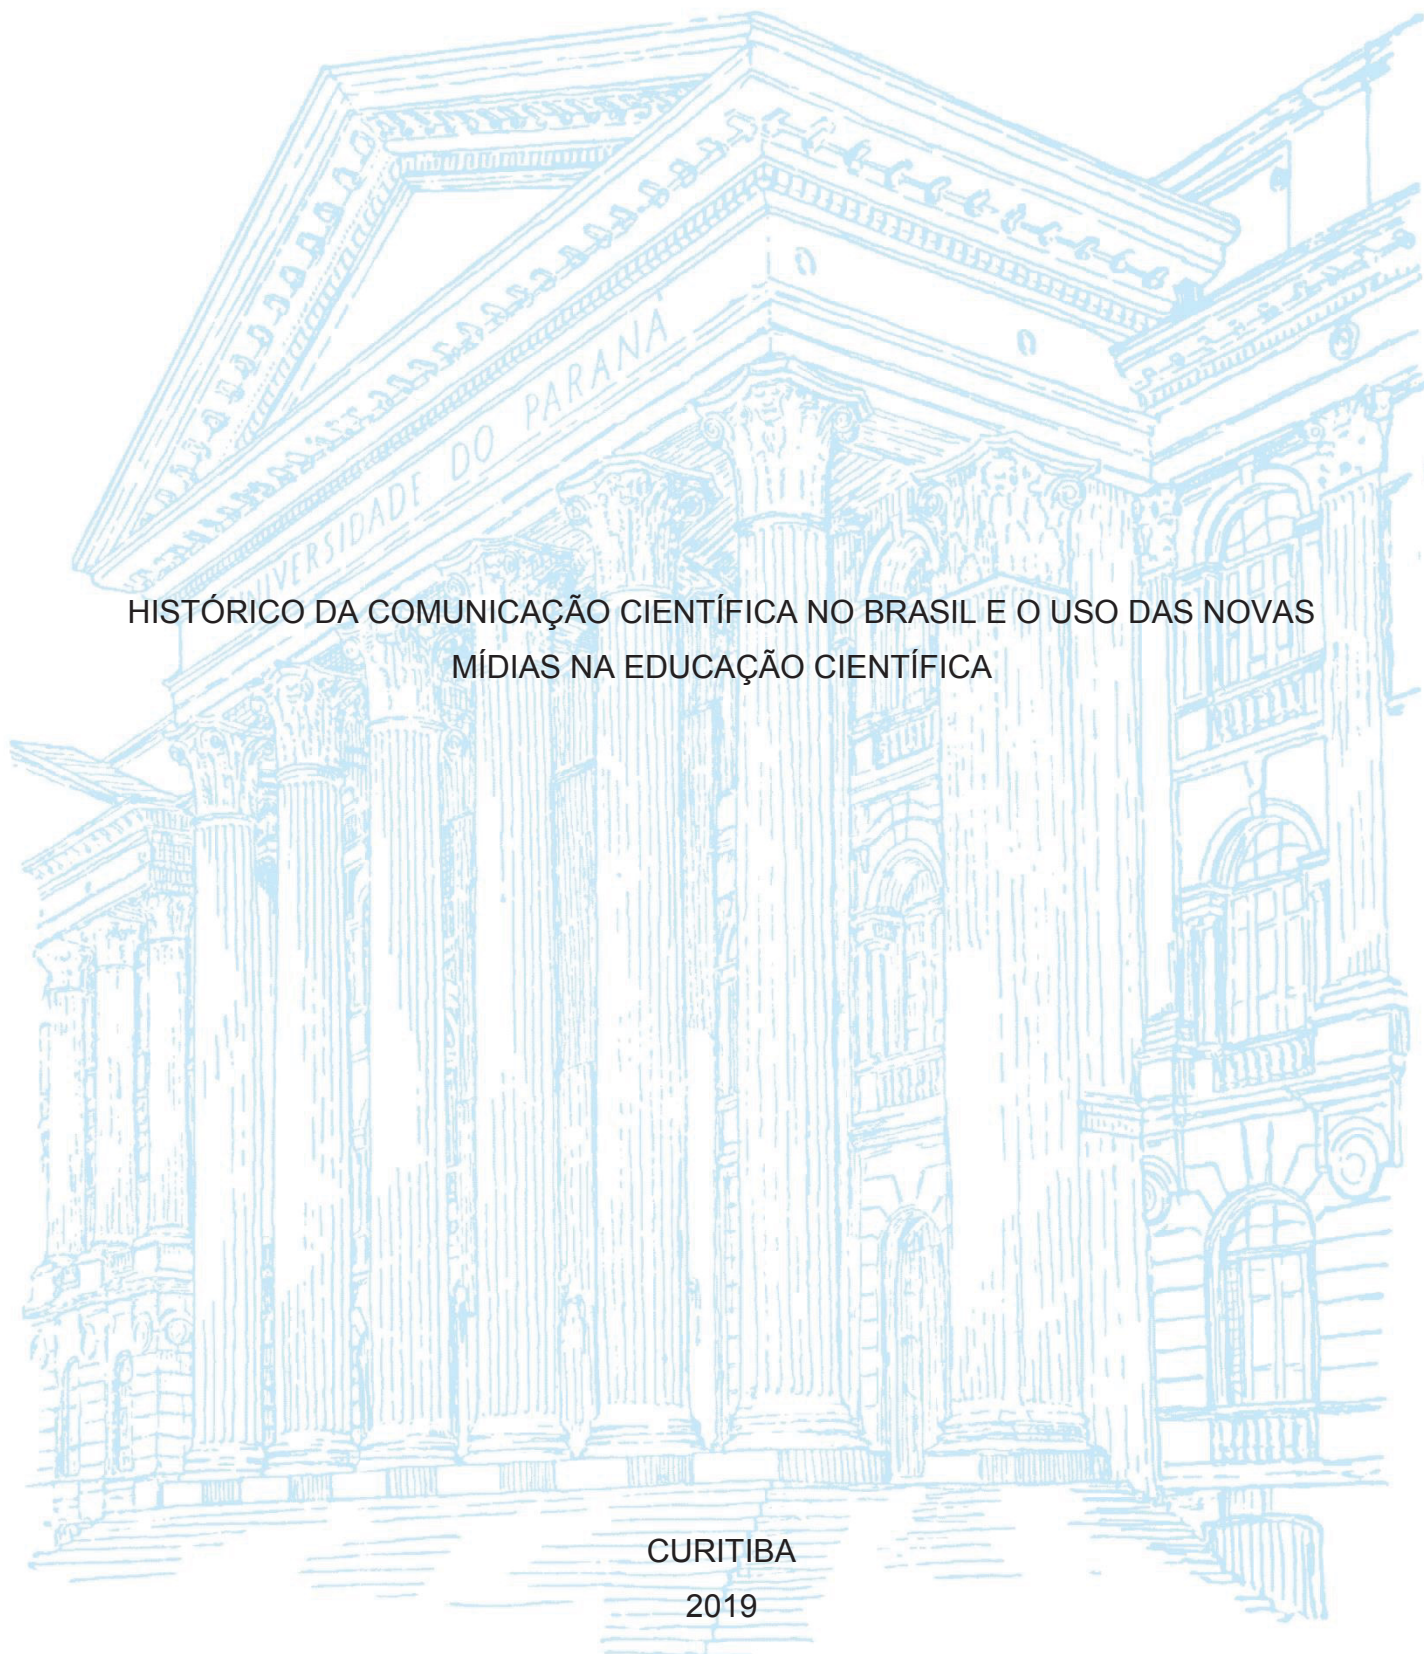 UNIVERSIDADE DO PARANÁ
HISTÓRICO DA COMUNICAÇÃO CIENTÍFICA NO BRASIL E O USO DAS NOVAS
MÍDIAS NA EDUCAÇÃO CIENTÍFICA
CURITIBA
2019